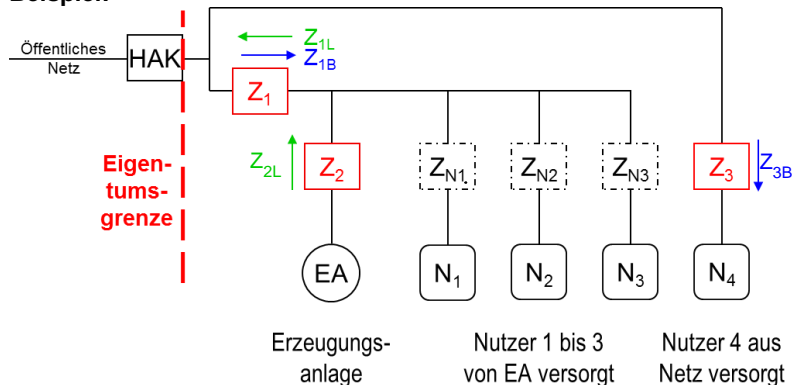 Öffentliches
Netz
HAK
Z1L
Z1B
Z1
Eigen-
tums-
grenze
Z2L
Z2
ZN1.
ZN2
ZN3
Z3
Z3B
EA
N1
N2
N3
N4
Erzeugungs-
anlage
Nutzer 1 bis 3
von EA versorgt
Nutzer 4 aus
Netz versorgt